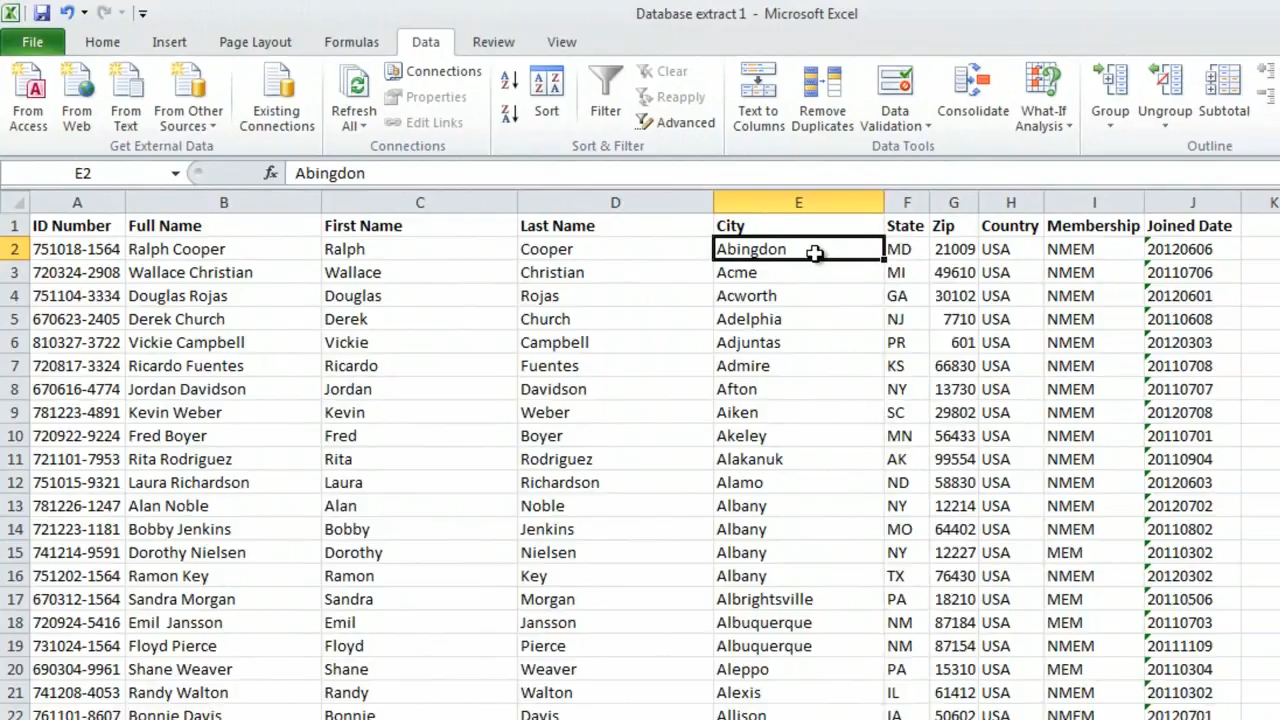 Database extract 1 - Microsoft Excel
File Home Insert Page Layout Formulas Data Review View
From Access
From Web
From Text
From Other Sources
Existing Connections
Get External Data
Refresh All
Connections
Properties
Edit Links
Connections
Sort
Filter
Clear
Reapply
Advanced
Sort & Filter
Text to Columns
Remove Duplicates
Data Validation
Consolidate
What-If Analysis
Data Tools
Group
Ungroup
Subtotal
Outline
E2 fx Abingdon
A B C D E F G H I J K
1 ID Number Full Name First Name Last Name City State Zip Country Membership Joined Date
2 751018-1564 Ralph Cooper Ralph Cooper Abingdon MD 21009 USA NMEM 20120606
3 720324-2908 Wallace Christian Wallace Christian Acme MI 49610 USA NMEM 20110706
4 751104-3334 Douglas Rojas Douglas Rojas Acworth GA 30102 USA NMEM 20120601
5 670623-2405 Derek Church Derek Church Adelphia NJ 7710 USA NMEM 20110608
6 810327-3722 Vickie Campbell Vickie Campbell Adjuntas PR 601 USA NMEM 20120303
7 720817-3324 Ricardo Fuentes Ricardo Fuentes Admire KS 66830 USA NMEM 20110708
8 670616-4774 Jordan Davidson Jordan Davidson Afton NY 13730 USA NMEM 20110707
9 781223-4891 Kevin Weber Kevin Weber Aiken SC 29802 USA NMEM 20120708
10 720922-9224 Fred Boyer Fred Boyer Akeley MN 56433 USA NMEM 20110701
11 721101-7953 Rita Rodriguez Rita Rodriguez Alakanuk AK 99554 USA NMEM 20110904
12 751015-9321 Laura Richardson Laura Richardson Alamo ND 58830 USA NMEM 20120603
13 781226-1247 Alan Noble Alan Noble Albany NY 12214 USA NMEM 20120702
14 721223-1181 Bobby Jenkins Bobby Jenkins Albany MO 64402 USA NMEM 20110802
15 741214-9591 Dorothy Nielsen Dorothy Nielsen Albany NY 12227 USA MEM 20110302
16 751202-1564 Ramon Key Ramon Key Albany TX 76430 USA NMEM 20120302
17 670312-1564 Sandra Morgan Sandra Morgan Albrightsville PA 18210 USA MEM 20110506
18 720924-5416 Emil Jansson Emil Jansson Albuquerque NM 87184 USA MEM 20110703
19 731024-1564 Floyd Pierce Floyd Pierce Albuquerque NM 87154 USA NMEM 20111109
20 690304-9961 Shane Weaver Shane Weaver Aleppo PA 15310 USA MEM 20110304
21 741208-4053 Randy Walton Randy Walton Alexis IL 61412 USA NMEM 20110302
22 761101-8607 Bonnie Davis Bonnie Davis Allison IA 50602 USA NMEM 20120701